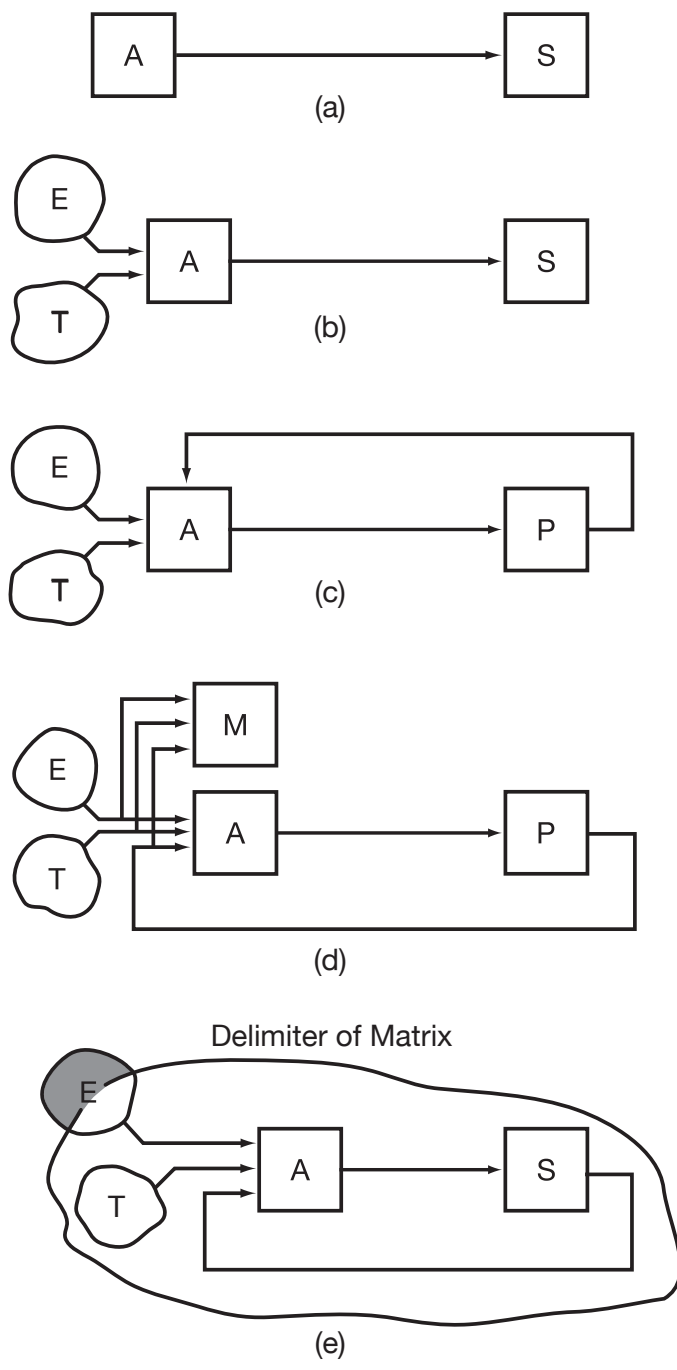 A S
(a)
E
A S
T
(b)
E
A P
T
(c)
M
E
A P
T
(d)
Delimiter of Matrix
E
A S
T
(e)